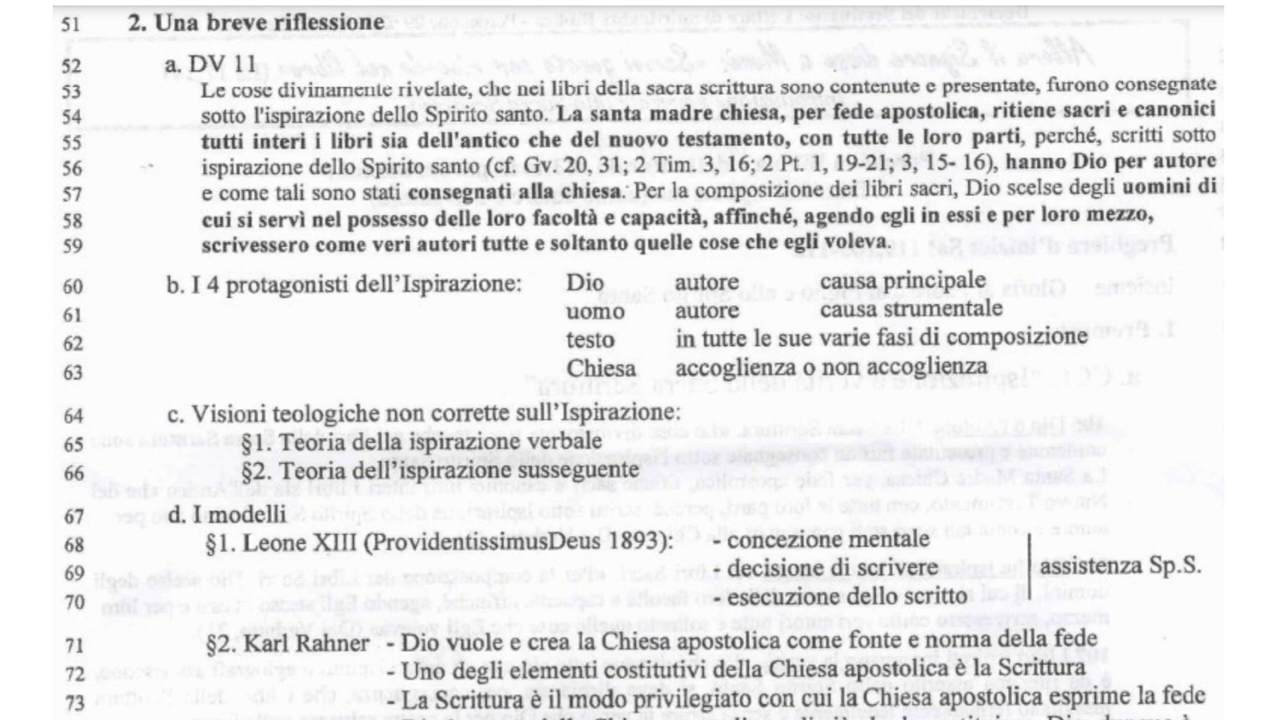 51 2. Una breve riflessione
52 a. DV 11
53 Le cose divinamente rivelate, che nei libri della sacra scrittura sono contenute e presentate, furono consegnate
54 sotto l'ispirazione dello Spirito santo. La santa madre chiesa, per fede apostolica, ritiene sacri e canonici
55 tutti interi i libri sia dell'antico che del nuovo testamento, con tutte le loro parti, perché, scritti sotto
56 ispirazione dello Spirito santo (cf. Gv. 20, 31; 2 Tim. 3, 16; 2 Pt. 1, 19-21; 3, 15- 16), hanno Dio per autore
57 e come tali sono stati consegnati alla chiesa. Per la composizione dei libri sacri, Dio scelse degli uomini di
58 cui si servì nel possesso delle loro facoltà e capacità, affinché, agendo egli in essi e per loro mezzo,
59 scrivessero come veri autori tutte e soltanto quelle cose che egli voleva.
60 b. I 4 protagonisti dell'Ispirazione: Dio autore causa principale
61 uomo autore causa strumentale
62 testo in tutte le sue varie fasi di composizione
63 Chiesa accoglienza o non accoglienza
64 c. Visioni teologiche non corrette sull'Ispirazione:
65 §1. Teoria della ispirazione verbale
66 §2. Teoria dell'ispirazione susseguente
67 d. I modelli
68 §1. Leone XIII (ProvidentissimusDeus 1893): - concezione mentale
69 - decisione di scrivere assistenza Sp.S.
70 - esecuzione dello scritto
71 §2. Karl Rahner - Dio vuole e crea la Chiesa apostolica come fonte e norma della fede
72 - Uno degli elementi costitutivi della Chiesa apostolica è la Scrittura
73 - La Scrittura è il modo privilegiato con cui la Chiesa apostolica esprime la fede